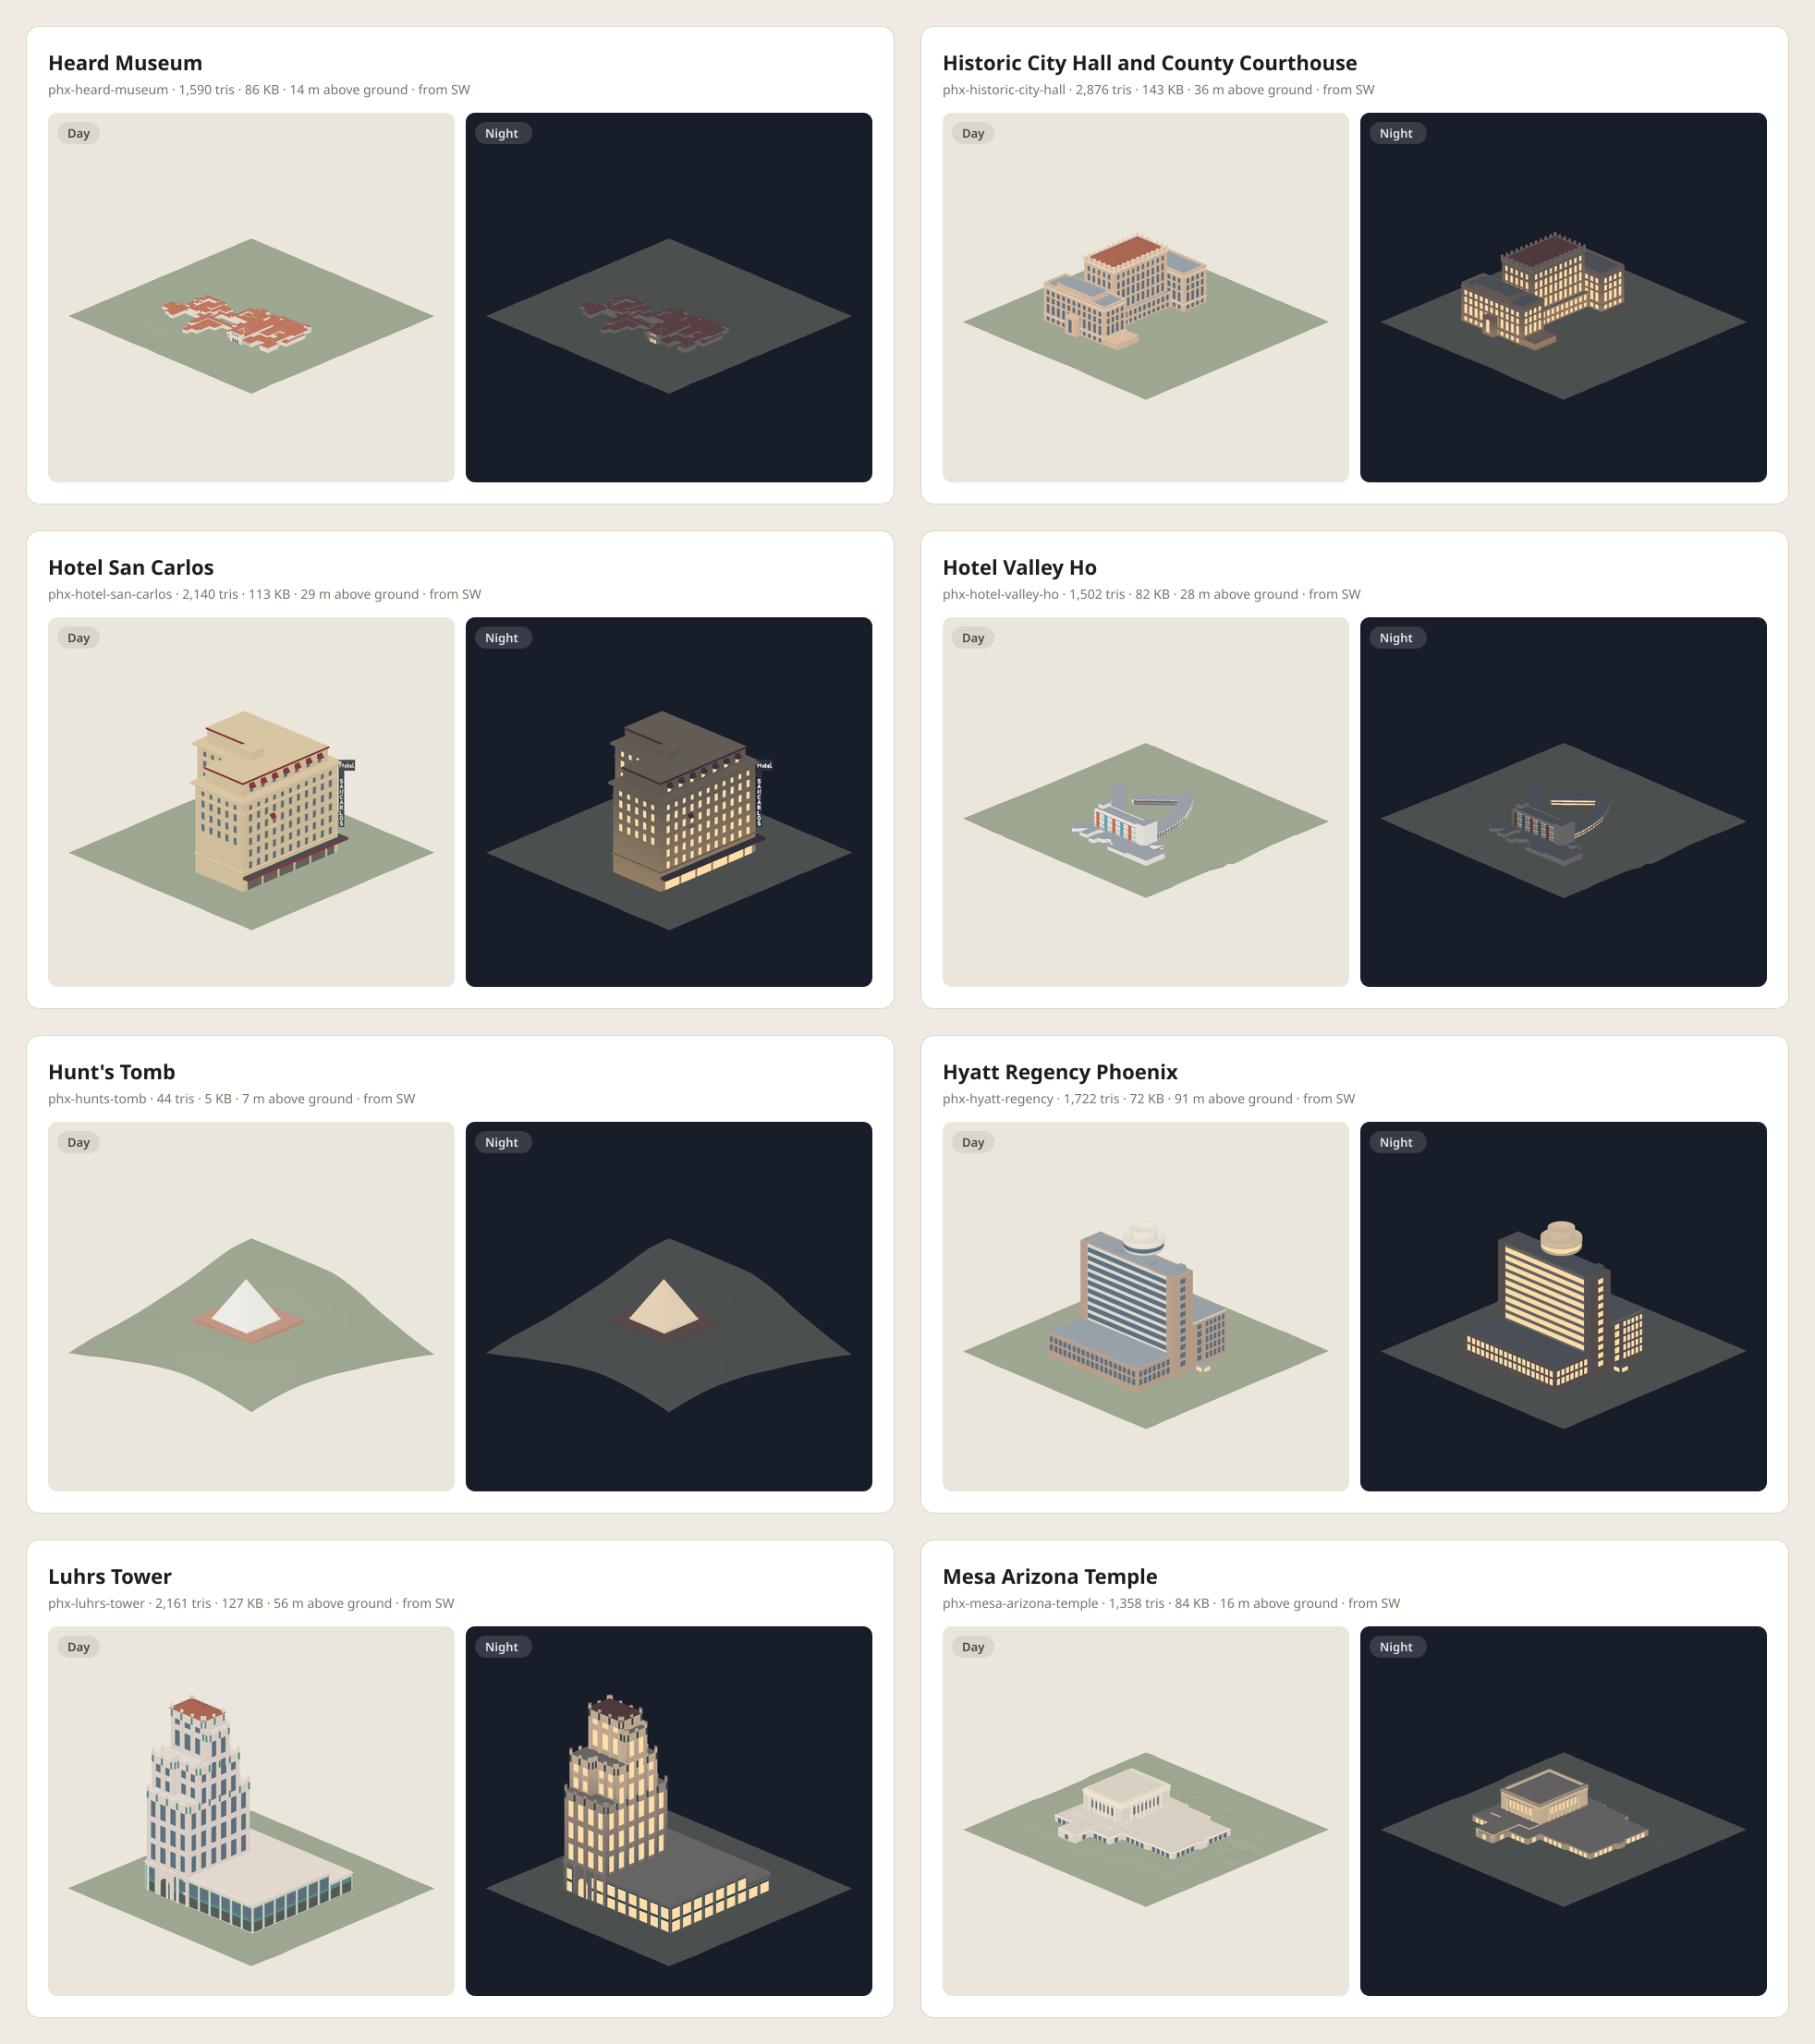 Heard Museum
phx-heard-museum · 1,590 tris · 86 KB · 14 m above ground · from SW
Day
Night
Historic City Hall and County Courthouse
phx-historic-city-hall · 2,876 tris · 143 KB · 36 m above ground · from SW
Day
Night
Hotel San Carlos
phx-hotel-san-carlos · 2,140 tris · 113 KB · 29 m above ground · from SW
Day
Hotel
SAN CARLOS
Night
Hotel
SAN CARLOS
Hotel Valley Ho
phx-hotel-valley-ho · 1,502 tris · 82 KB · 28 m above ground · from SW
Day
Night
Hunt's Tomb
phx-hunts-tomb · 44 tris · 5 KB · 7 m above ground · from SW
Day
Night
Hyatt Regency Phoenix
phx-hyatt-regency · 1,722 tris · 72 KB · 91 m above ground · from SW
Day
Night
Luhrs Tower
phx-luhrs-tower · 2,161 tris · 127 KB · 56 m above ground · from SW
Day
Night
Mesa Arizona Temple
phx-mesa-arizona-temple · 1,358 tris · 84 KB · 16 m above ground · from SW
Day
Night